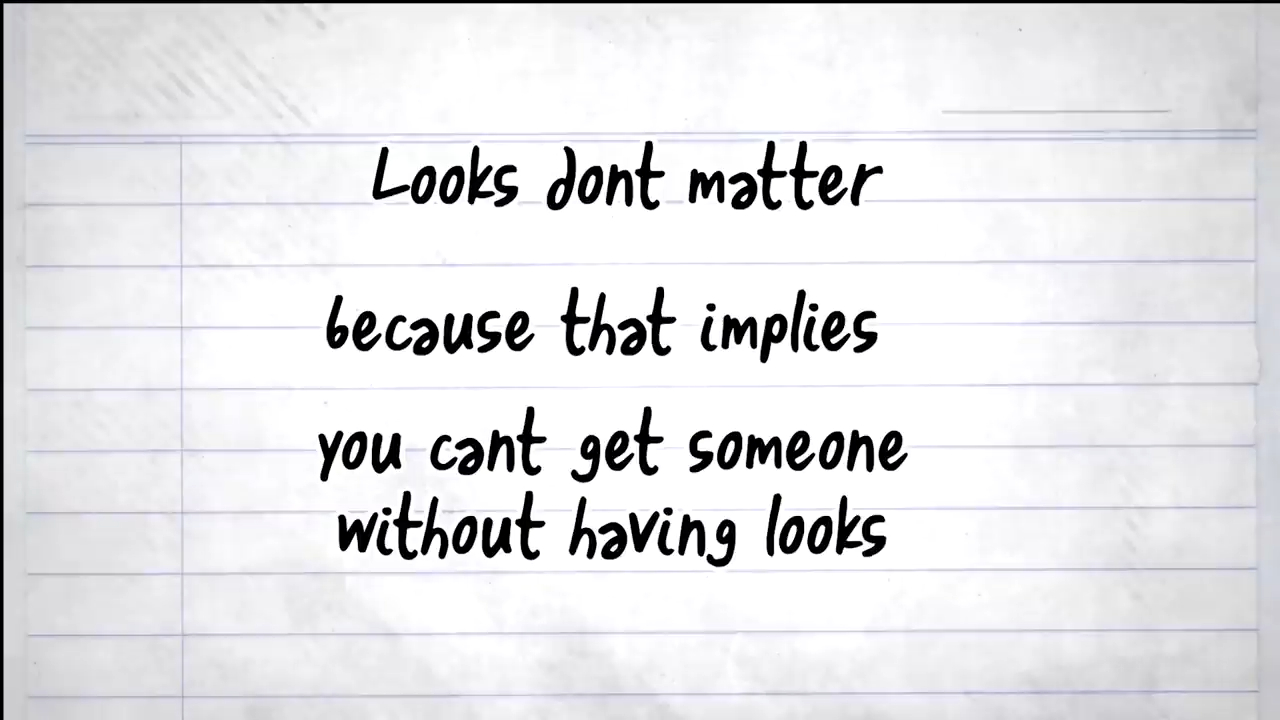 Looks dont matter
because that implies
you cant get someone
without having looks